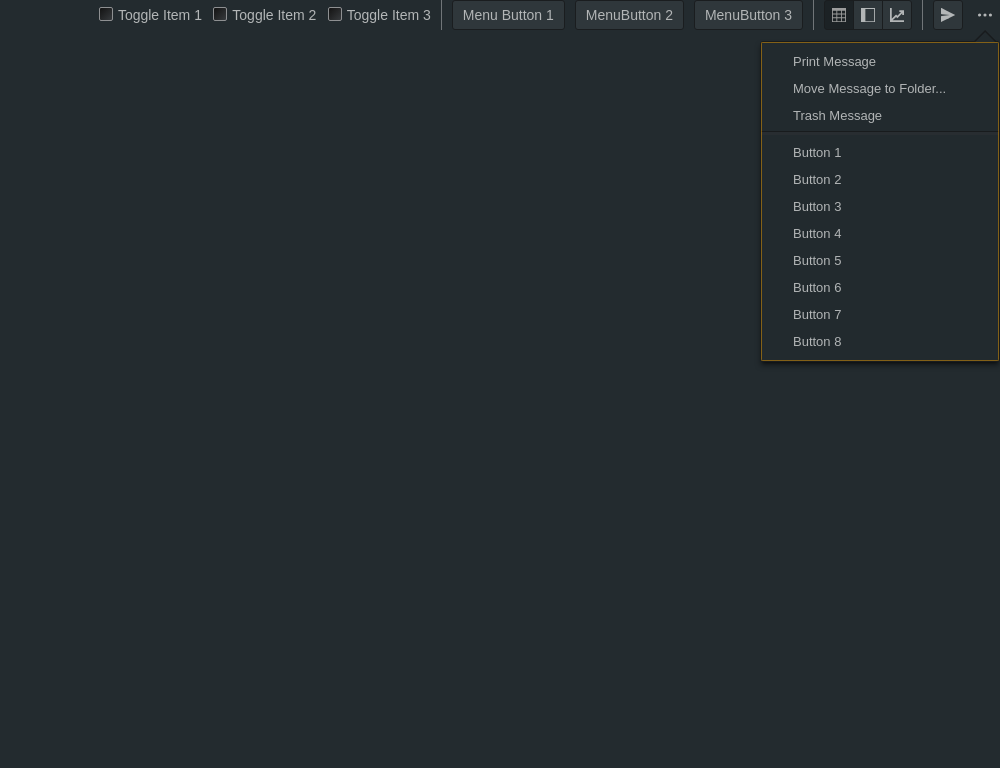 Toggle Item 1 Toggle Item 2 Toggle Item 3 Menu Button 1 MenuButton 2 MenuButton 3
Print Message
Move Message to Folder...
Trash Message
Button 1
Button 2
Button 3
Button 4
Button 5
Button 6
Button 7
Button 8